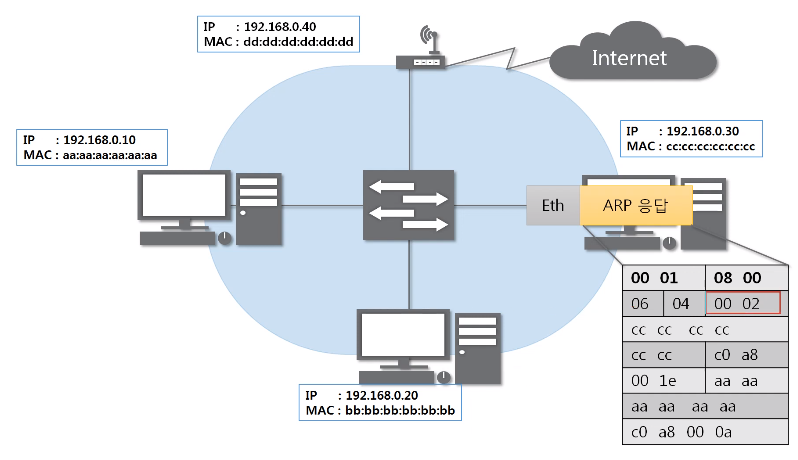 IP : 192.168.0.40
MAC : dd:dd:dd:dd:dd:dd
Internet
IP : 192.168.0.10
MAC : aa:aa:aa:aa:aa:aa
IP : 192.168.0.30
MAC : cc:cc:cc:cc:cc:cc
Eth ARP 응답
00 01 08 00
06 04 00 02
cc cc cc cc
cc cc c0 a8
00 1e aa aa
aa aa aa aa
c0 a8 00 0a
IP : 192.168.0.20
MAC : bb:bb:bb:bb:bb:bb